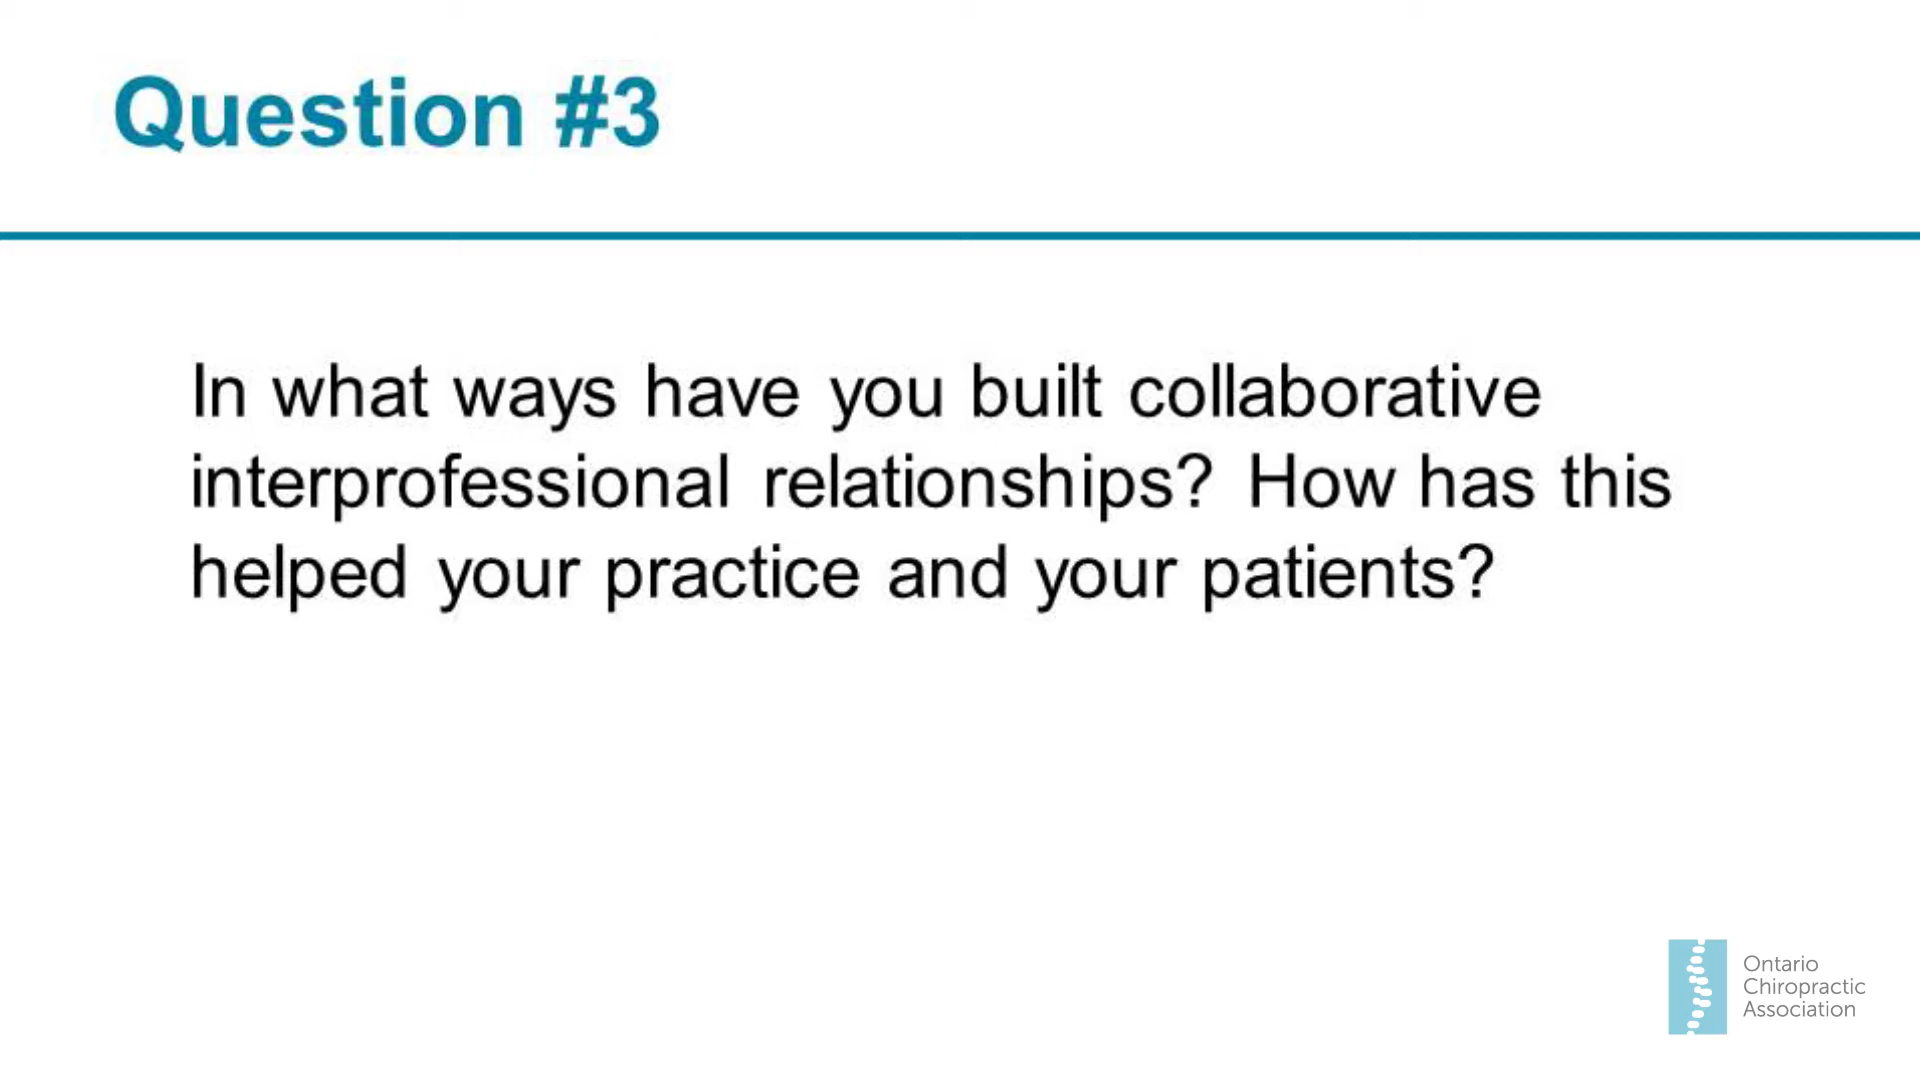 Question #3
In what ways have you built collaborative
interprofessional relationships? How has this
helped your practice and your patients?
Ontario
Chiropractic
Association